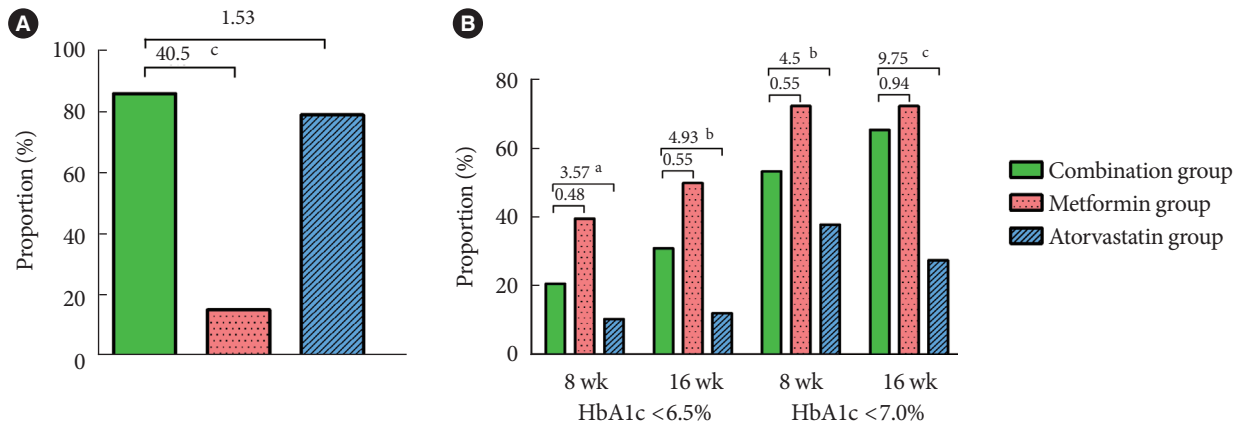 A
1.53
40.5 c
100
80
60
40
20
0
Proportion (%)
B
4.5 b
9.75 c
0.55
0.94
4.93 b
0.55
3.57 a
0.48
80
60
40
20
0
Proportion (%)
8 wk
16 wk
8 wk
16 wk
HbA1c <6.5%
HbA1c <7.0%
Combination group
Metformin group
Atorvastatin group